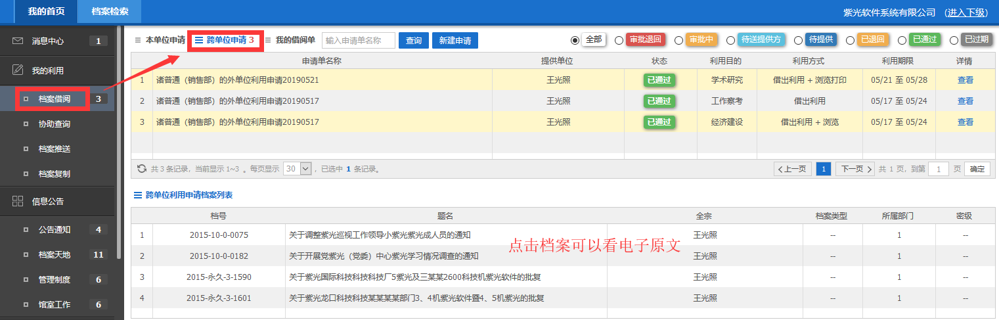 我的首页 档案检索 紫光软件系统有限公司 (进入下级)
消息中心 1
我的利用
档案借阅 3
协助查询
档案推送
档案复制
信息公告
公告通知 4
档案天地 11
管理制度 6
馆室工作 6
本单位申请 跨单位申请 3 我的借阅单 输入申请单名称 查询 新建申请 全部 审批退回 审批中 待送提供方 待提供 已退回 已通过 已过期
申请单名称 提供单位 状态 利用目的 利用方式 利用期限 详情
1 诸普通（销售部）的外单位利用申请20190521 王光照 已通过 学术研究 借出利用 + 浏览打印 05/21 至 05/28 查看
2 诸普通（销售部）的外单位利用申请20190517 王光照 已通过 工作察考 借出利用 05/17 至 05/24 查看
3 诸普通（销售部）的外单位利用申请20190517 王光照 已通过 经济建设 借出利用 + 浏览 05/17 至 05/24 查看
共 3 条记录，当前显示 1~3 。每页显示 30 ，已选中 1 条记录。 上一页 1 下一页 共 1 页，到第 1 页 确定
跨单位利用申请档案列表
档号 题名 全宗 档案类型 所属部门 密级
1 2015-10-0-0075 关于调整紫光巡视工作领导小紫光紫光成人员的通知 王光照 -- 1 --
2 2015-10-0-0182 关于开展党紫光（党委）中心紫光学习情况调查的通知 王光照 -- 1 --
3 2015-永久-3-1590 关于紫光国际科技科技科技厂5紫光及三某某2600科技机紫光软件的批复 王光照 -- 1 --
4 2015-永久-3-1601 关于紫光龙口科技科技某某某某部门3、4机紫光软件暨4、5机紫光的批复 王光照 -- 1 --
点击档案可以看电子原文